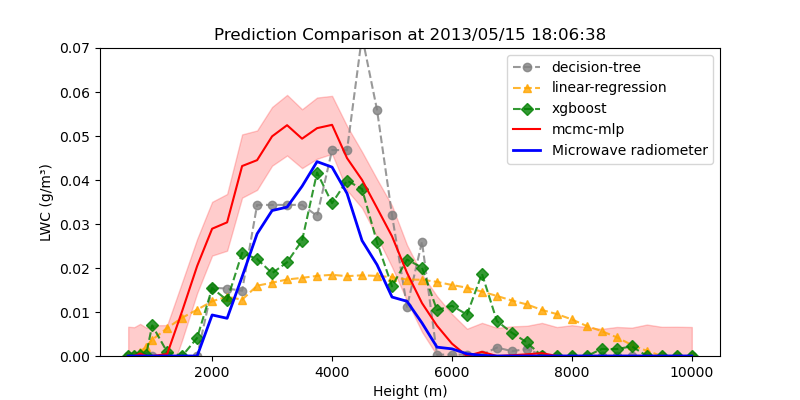 Prediction Comparison at 2013/05/15 18:06:38
0.07
0.06
0.05
0.04
0.03
0.02
0.01
0.00
LWC (g/m³)
decision-tree
linear-regression
xgboost
mcmc-mlp
Microwave radiometer
2000 4000 6000 8000 10000
Height (m)